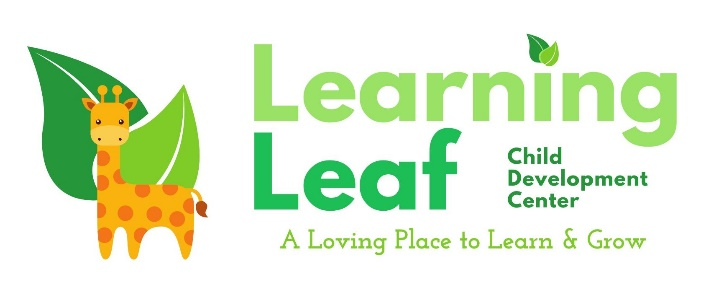 Learning
Leaf
Child
Development
Center
A Loving Place to Learn & Grow